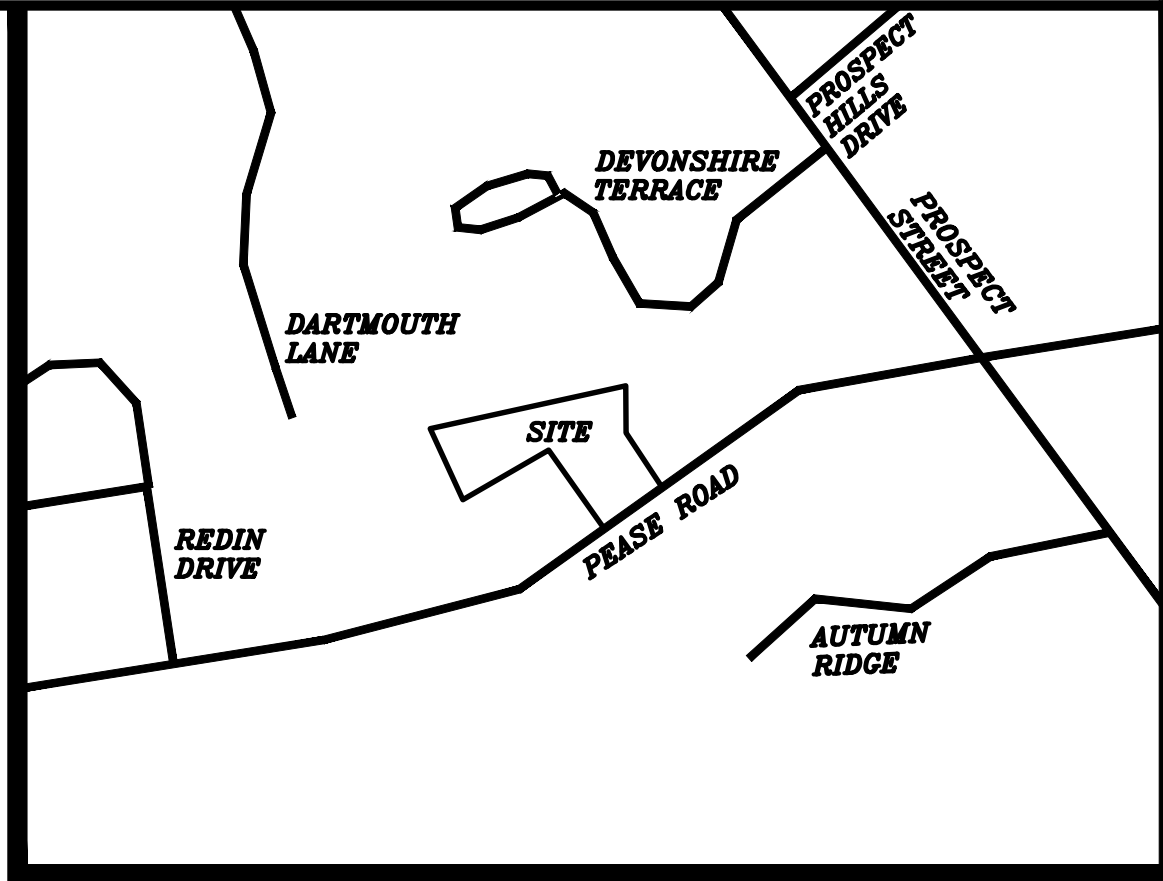 PROSPECT
HILLS
DRIVE
DEVONSHIRE
TERRACE
PROSPECT
STREET
DARTMOUTH
LANE
SITE
PEASE ROAD
REDIN
DRIVE
AUTUMN
RIDGE